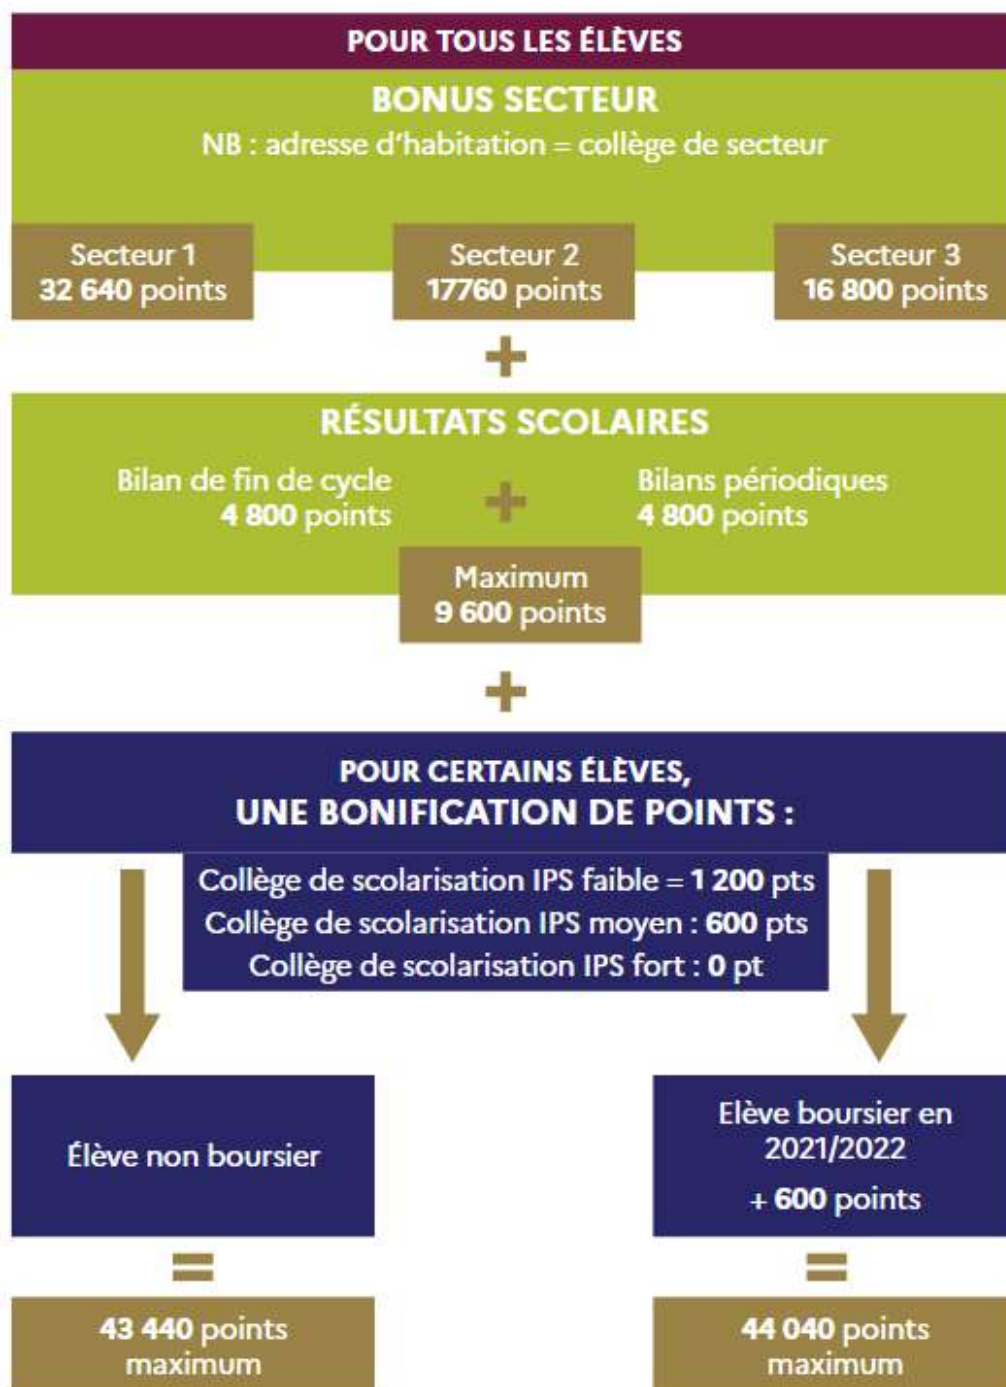 POUR TOUS LES ÉLÈVES
BONUS SECTEUR
NB : adresse d'habitation = collège de secteur
Secteur 1
32 640 points
Secteur 2
17760 points
Secteur 3
16 800 points
+
RÉSULTATS SCOLAIRES
Bilan de fin de cycle
4 800 points
+
Bilans périodiques
4 800 points
Maximum
9 600 points
+
POUR CERTAINS ÉLÈVES,
UNE BONIFICATION DE POINTS :
Collège de scolarisation IPS faible = 1 200 pts
Collège de scolarisation IPS moyen : 600 pts
Collège de scolarisation IPS fort : 0 pt
Élève non boursier
Elève boursier en
2021/2022
+ 600 points
=
=
43 440 points
maximum
44 040 points
maximum